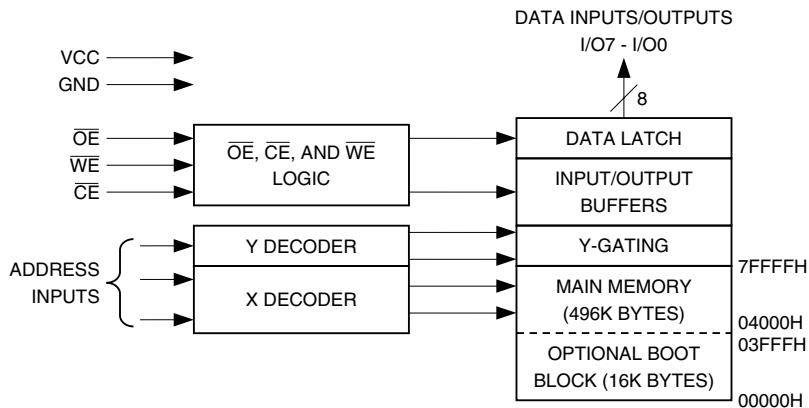 DATA INPUTS/OUTPUTS
I/O7 - I/O0
8
VCC
GND
OE
WE
CE
OE, CE, AND WE
LOGIC
DATA LATCH
INPUT/OUTPUT
BUFFERS
ADDRESS
INPUTS
Y DECODER
X DECODER
Y-GATING
7FFFFH
MAIN MEMORY
(496K BYTES)
04000H
03FFFH
OPTIONAL BOOT
BLOCK (16K BYTES)
00000H